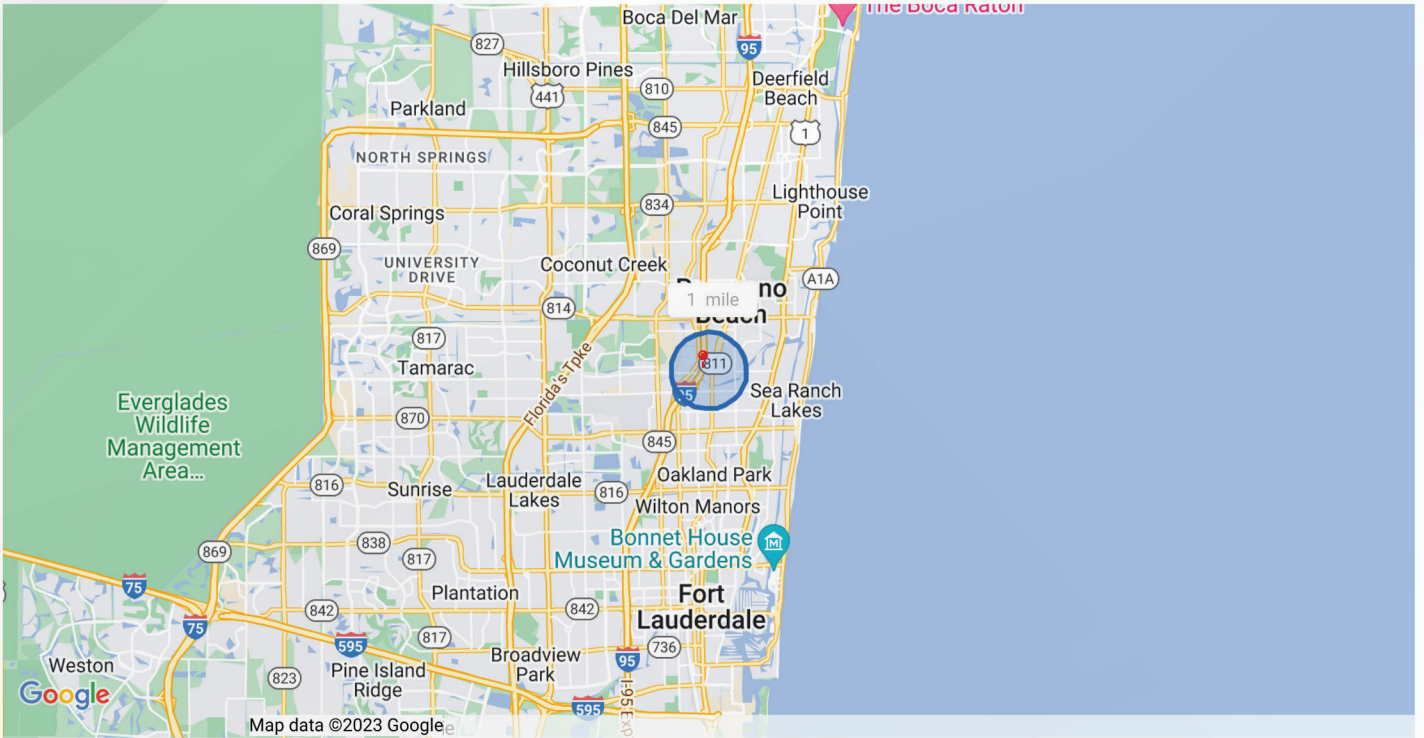 The Boca Raton
Boca Del Mar
95
827
Hillsboro Pines
Deerfield
Beach
441
810
Parkland
845
1
NORTH SPRINGS
Lighthouse
Point
834
Coral Springs
869
UNIVERSITY
DRIVE
Coconut Creek
A1A
no
1 mile
Beach
814
817
811
Tamarac
Florida's Tpke
95
Sea Ranch
Lakes
Everglades
Wildlife
Management
Area...
870
845
Oakland Park
816
Sunrise
Lauderdale
Lakes
816
Wilton Manors
838
869
817
Bonnet House
Museum & Gardens
75
Plantation
Fort
Lauderdale
842
842
75
595
817
736
Broadview
Park
95
Weston
Pine Island
Ridge
823
I-95 Exp
Google
595
Map data ©2023 Google